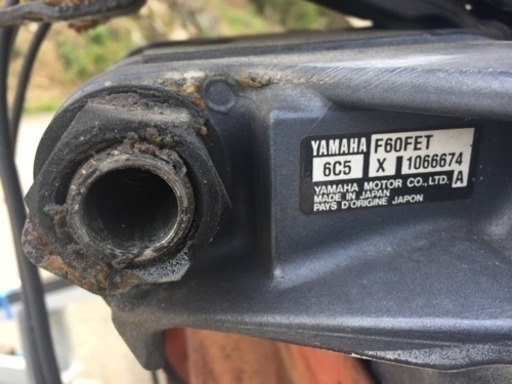 YAMAHA F60FET
6C5 X 1066674
YAMAHA MOTOR CO., LTD. A
MADE IN JAPAN
PAYS D'ORIGINE JAPON